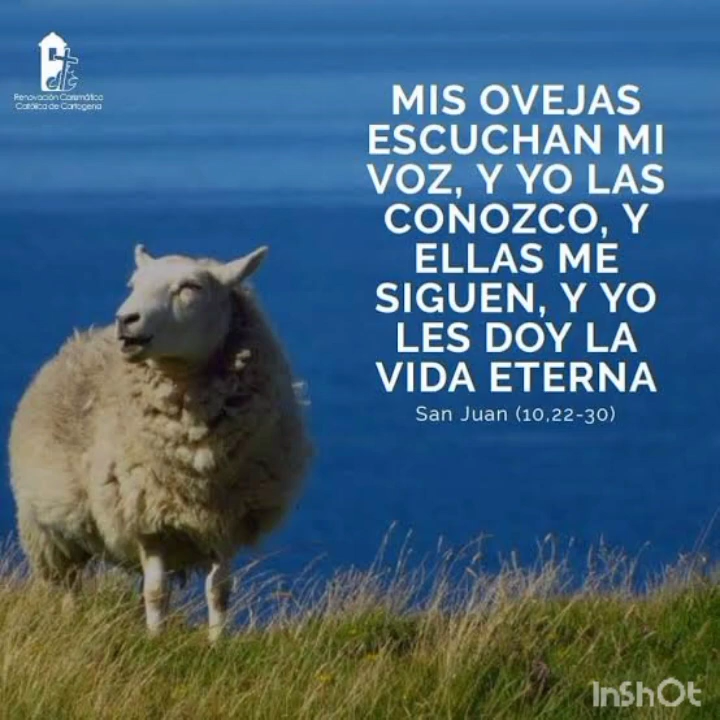 Renovación Carismática
Católica de Cartagena
MIS OVEJAS
ESCUCHAN MI
VOZ, Y YO LAS
CONOZCO, Y
ELLAS ME
SIGUEN, Y YO
LES DOY LA
VIDA ETERNA
San Juan (10,22-30)
InShOt